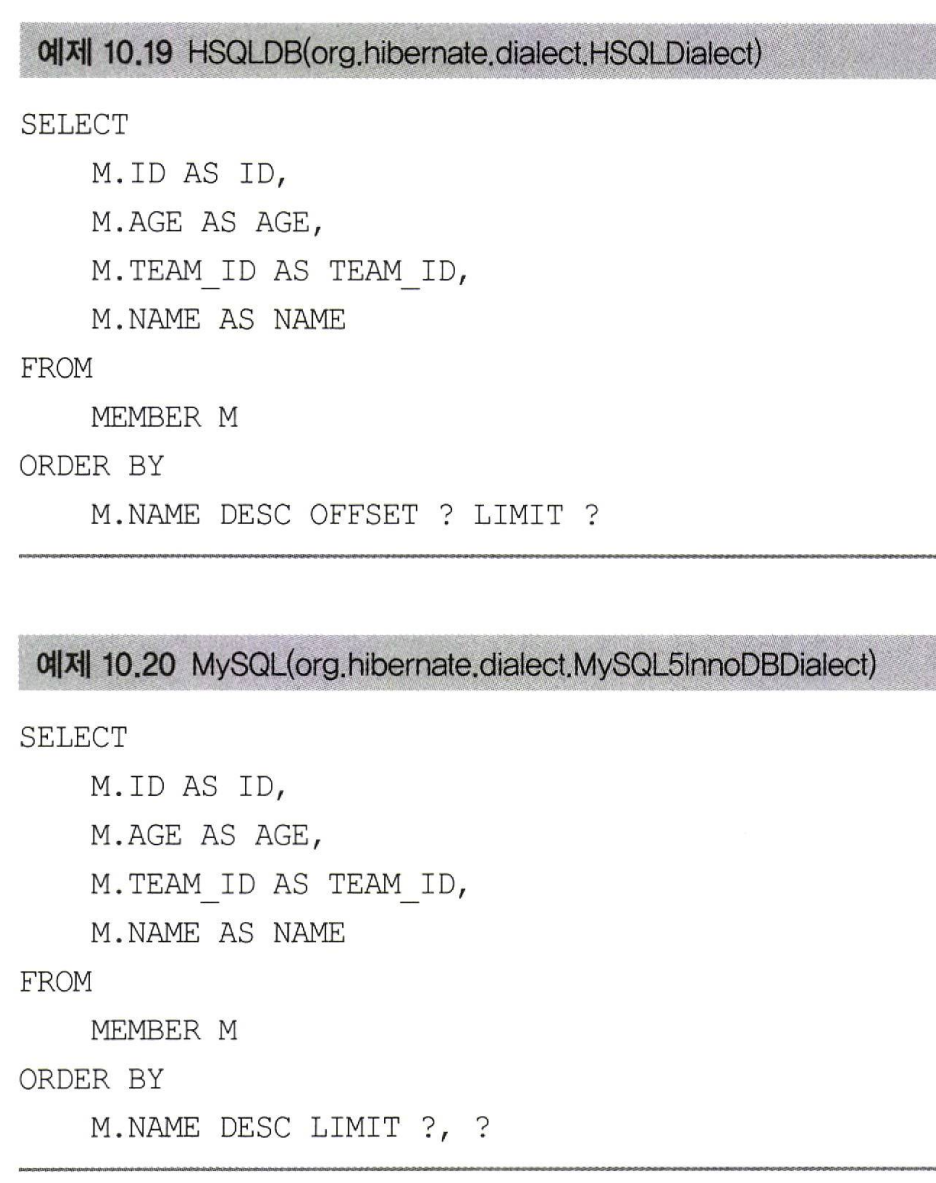 예제 10.19 HSQLDB(org.hibernate.dialect.HSQLDialect)
SELECT
    M.ID AS ID,
    M.AGE AS AGE,
    M.TEAM_ID AS TEAM_ID,
    M.NAME AS NAME
FROM
    MEMBER M
ORDER BY
    M.NAME DESC OFFSET ? LIMIT ?
예제 10.20 MySQL(org.hibernate.dialect.MySQL5InnoDBDialect)
SELECT
    M.ID AS ID,
    M.AGE AS AGE,
    M.TEAM_ID AS TEAM_ID,
    M.NAME AS NAME
FROM
    MEMBER M
ORDER BY
    M.NAME DESC LIMIT ?, ?